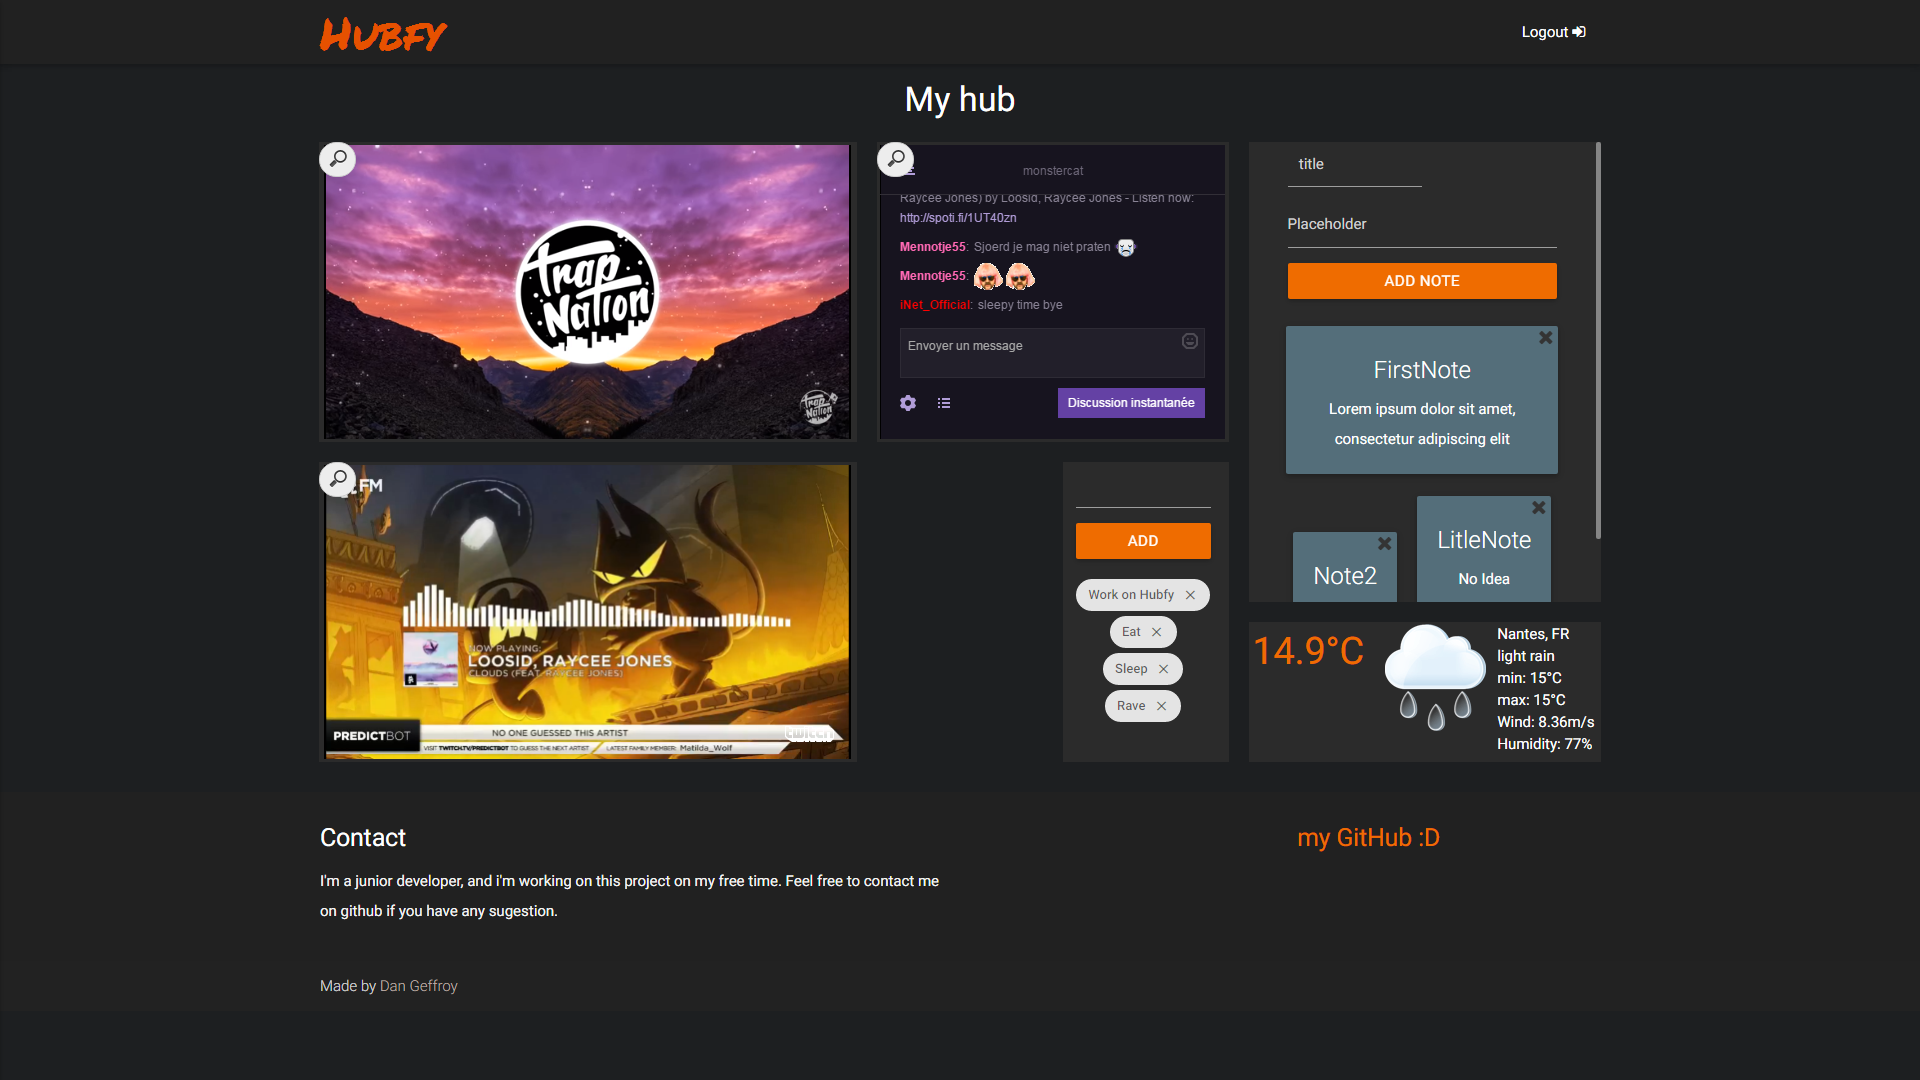 Hubfy
Logout
My hub
Trap
Nation
Trap
Nation
monstercat
Raycee Jones) by Loosid, Raycee Jones - Listen now:
http://spoti.fi/1UT40zn
Mennotje55: Sjoerd je mag niet praten
Mennotje55:
iNet_Official: sleepy time bye
Envoyer un message
Discussion instantanée
title
Placeholder
ADD NOTE
FirstNote
Lorem ipsum dolor sit amet,
consectetur adipiscing elit
LitleNote
No Idea
Note2
FM
NOW PLAYING:
LOOSID, RAYCEE JONES
CLOUDS (FEAT. RAYCEE JONES)
PREDICTBOT
NO ONE GUESSED THIS ARTIST
VISIT TWITCH.TV/PREDICTBOT TO GUESS THE NEXT ARTIST
LATEST FAMILY MEMBER: Matilda_Wolf
twitch
ADD
Work on Hubfy
Eat
Sleep
Rave
14.9°C
Nantes, FR
light rain
min: 15°C
max: 15°C
Wind: 8.36m/s
Humidity: 77%
Contact
my GitHub :D
I'm a junior developer, and i'm working on this project on my free time. Feel free to contact me
on github if you have any sugestion.
Made by Dan Geffroy